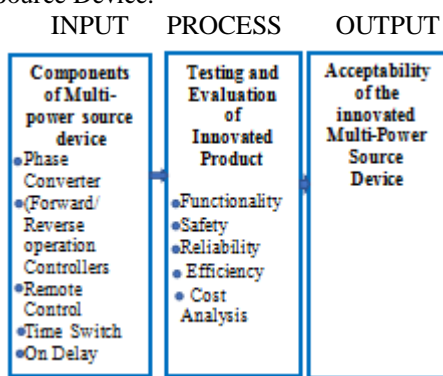 Source Device.
INPUT PROCESS OUTPUT
Components
of Multi-
power source
device
•Phase
Converter
•(Forward/
Reverse
operation
Controllers
•Remote
Control
•Time Switch
•On Delay
Testing and
Evaluation
of
Innovated
Product
•Functionality
•Safety
•Reliability
• Efficiency
• Cost
Analysis
Acceptability
of the
innovated
Multi-Power
Source
Device